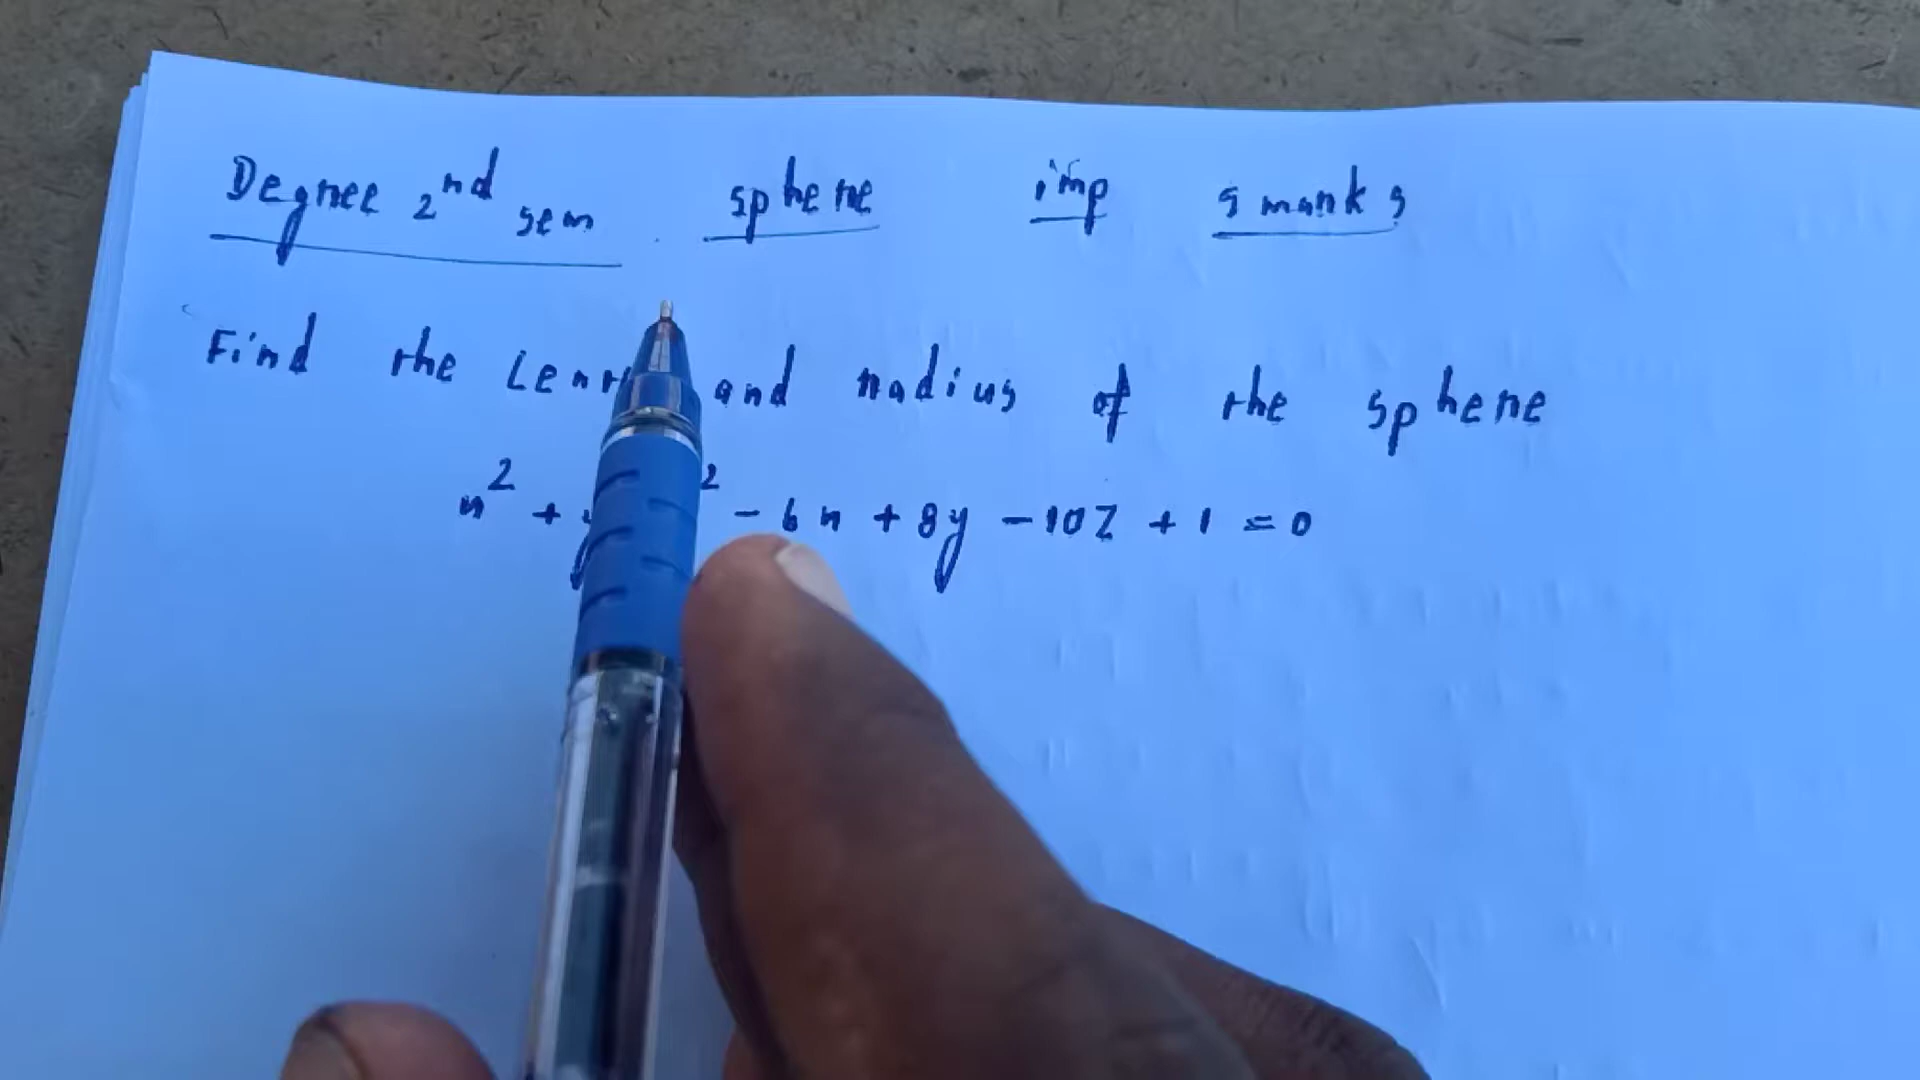 Degree 2nd sem sphere imp 5 marks
Find the and radius of the sphere
x² + ² - 6x + 8y - 10z + 1 = 0